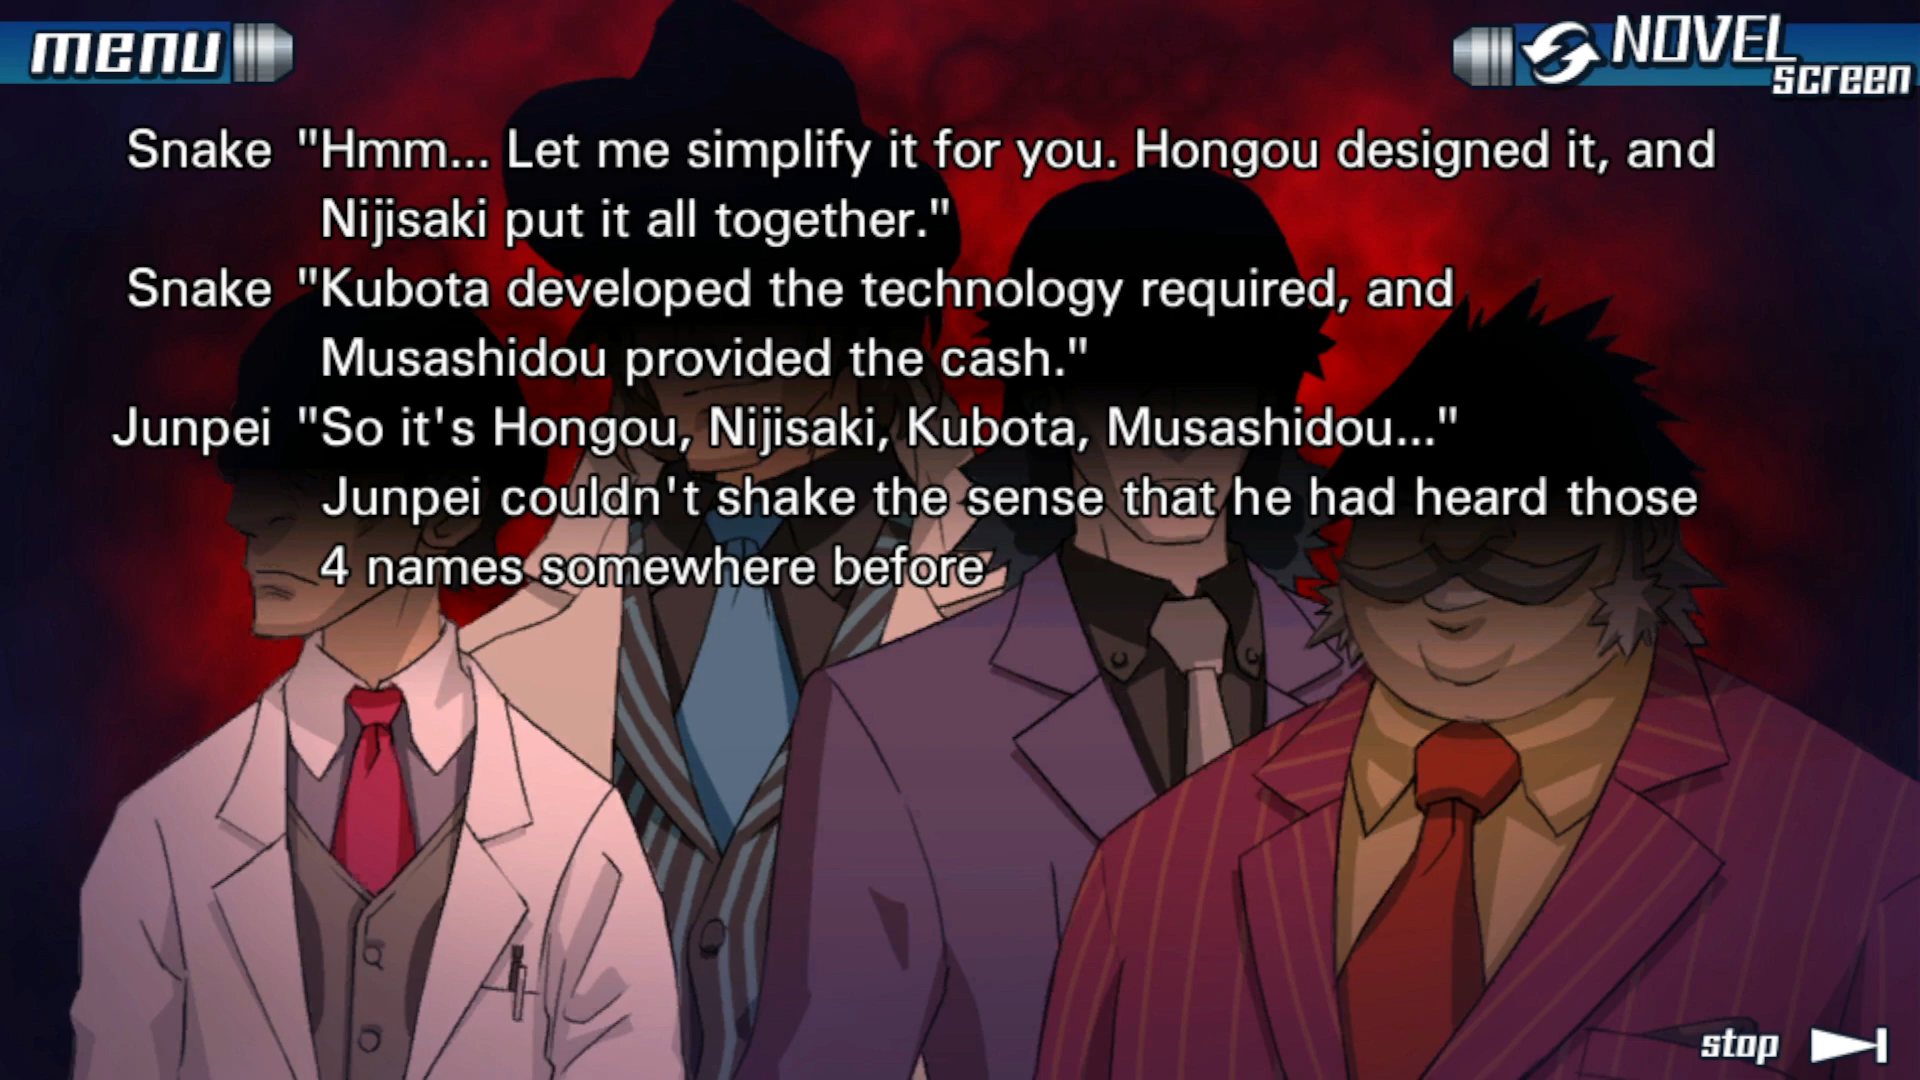 menu
NOVEL
screen
Snake "Hmm... Let me simplify it for you. Hongou designed it, and
Nijisaki put it all together."
Snake "Kubota developed the technology required, and
Musashidou provided the cash."
Junpei "So it's Hongou, Nijisaki, Kubota, Musashidou..."
Junpei couldn't shake the sense that he had heard those
4 names somewhere before
stop